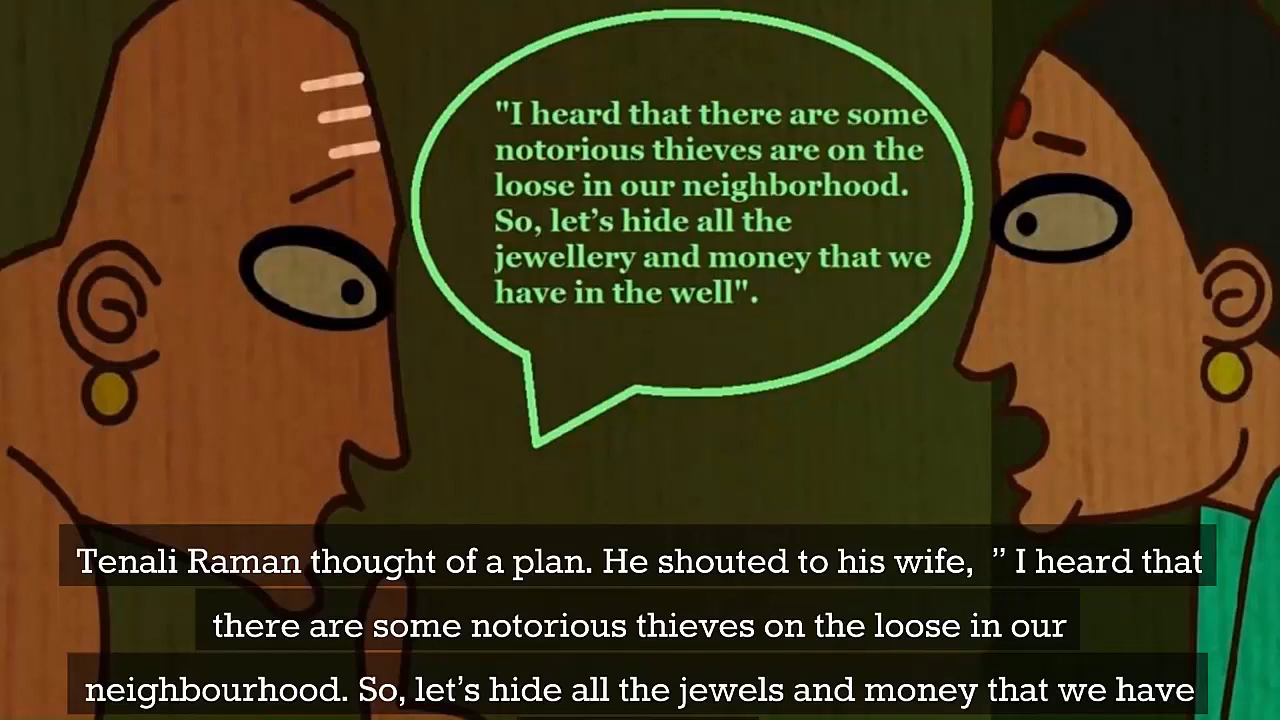 "I heard that there are some
notorious thieves are on the
loose in our neighborhood.
So, let’s hide all the
jewellery and money that we
have in the well".
Tenali Raman thought of a plan. He shouted to his wife,  ” I heard that
there are some notorious thieves on the loose in our
neighbourhood. So, let’s hide all the jewels and money that we have